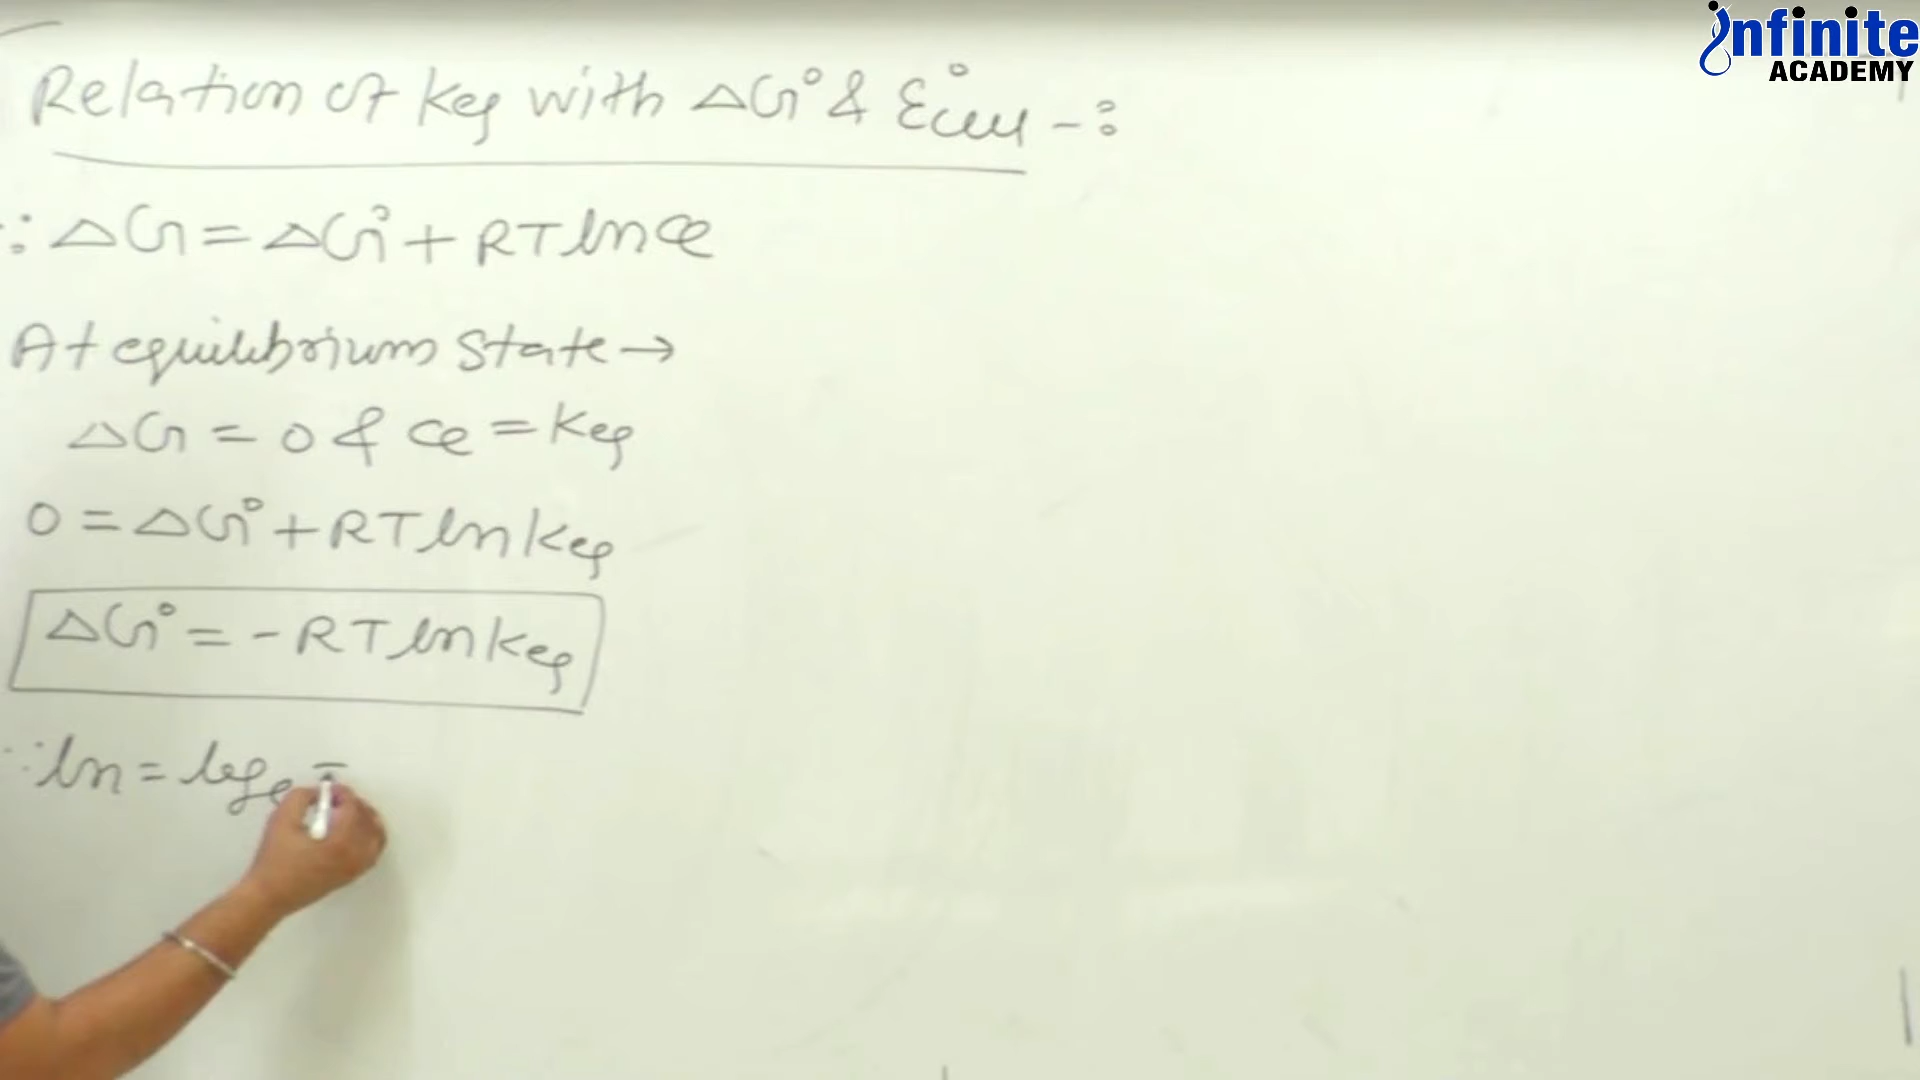 infinite
ACADEMY
Relation of Keq with ΔG° & E°cell -:
∵ ΔG = ΔG° + RT ln Q
At equilibrium State →
ΔG = 0 & Q = Keq
0 = ΔG° + RT ln Keq
ΔG° = - RT ln Keq
∵ ln = loge =